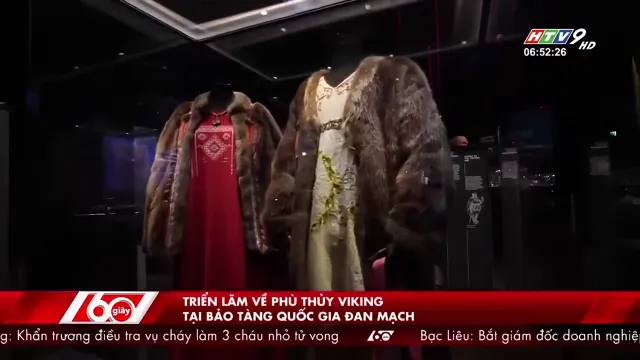 HTV9 HD
06:52:26
60 giây
TRIỂN LÃM VỀ PHÙ THỦY VIKING
TẠI BẢO TÀNG QUỐC GIA ĐAN MẠCH
g: Khẩn trương điều tra vụ cháy làm 3 cháu nhỏ tử vong 60 giây Bạc Liêu: Bắt giám đốc doanh nghiệ